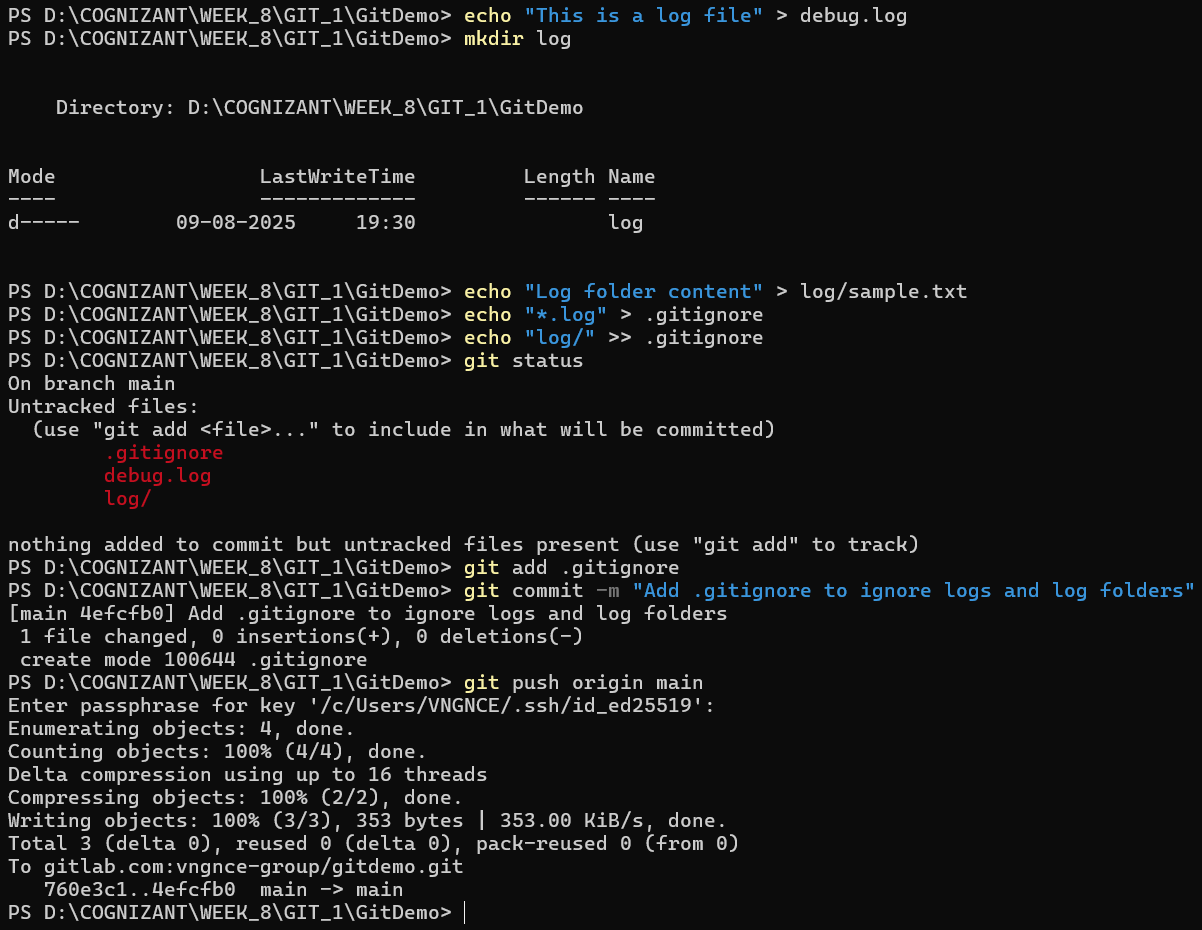 PS D:\COGNIZANT\WEEK_8\GIT_1\GitDemo> echo "This is a log file" > debug.log
PS D:\COGNIZANT\WEEK_8\GIT_1\GitDemo> mkdir log
    Directory: D:\COGNIZANT\WEEK_8\GIT_1\GitDemo
Mode                 LastWriteTime         Length Name
----                 -------------         ------ ----
d-----        09-08-2025     19:30                log
PS D:\COGNIZANT\WEEK_8\GIT_1\GitDemo> echo "Log folder content" > log/sample.txt
PS D:\COGNIZANT\WEEK_8\GIT_1\GitDemo> echo "*.log" > .gitignore
PS D:\COGNIZANT\WEEK_8\GIT_1\GitDemo> echo "log/" >> .gitignore
PS D:\COGNIZANT\WEEK_8\GIT_1\GitDemo> git status
On branch main
Untracked files:
  (use "git add <file>..." to include in what will be committed)
        .gitignore
        debug.log
        log/
nothing added to commit but untracked files present (use "git add" to track)
PS D:\COGNIZANT\WEEK_8\GIT_1\GitDemo> git add .gitignore
PS D:\COGNIZANT\WEEK_8\GIT_1\GitDemo> git commit -m "Add .gitignore to ignore logs and log folders"
[main 4efcfb0] Add .gitignore to ignore logs and log folders
 1 file changed, 0 insertions(+), 0 deletions(-)
 create mode 100644 .gitignore
PS D:\COGNIZANT\WEEK_8\GIT_1\GitDemo> git push origin main
Enter passphrase for key '/c/Users/VNGNCE/.ssh/id_ed25519':
Enumerating objects: 4, done.
Counting objects: 100% (4/4), done.
Delta compression using up to 16 threads
Compressing objects: 100% (2/2), done.
Writing objects: 100% (3/3), 353 bytes | 353.00 KiB/s, done.
Total 3 (delta 0), reused 0 (delta 0), pack-reused 0 (from 0)
To gitlab.com:vngnce-group/gitdemo.git
   760e3c1..4efcfb0  main -> main
PS D:\COGNIZANT\WEEK_8\GIT_1\GitDemo>